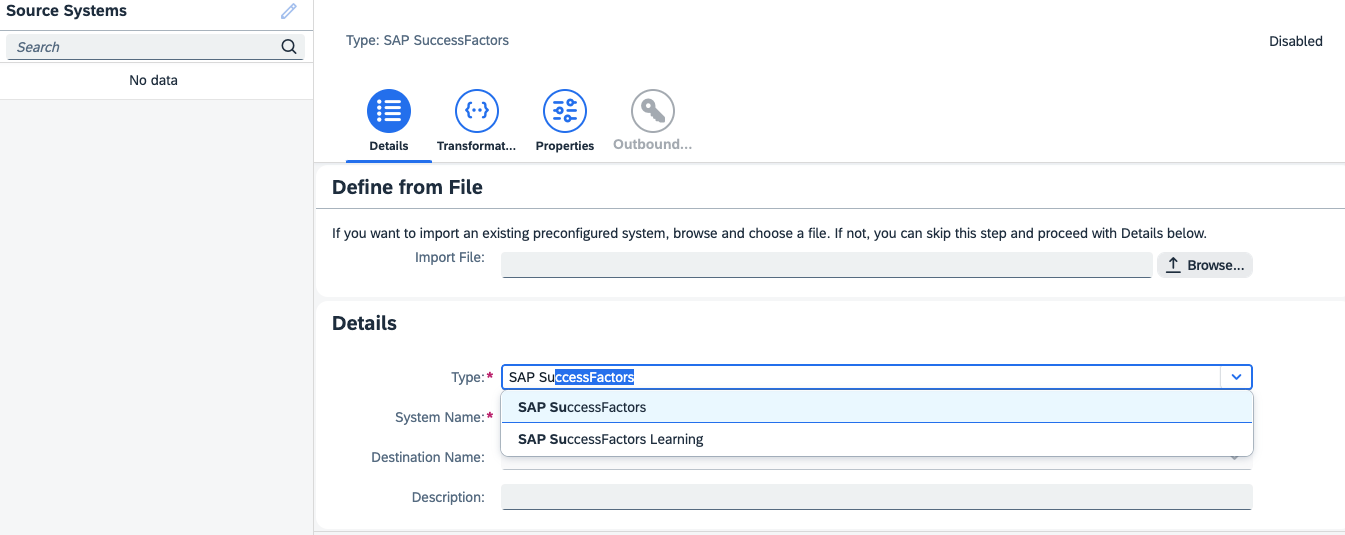 Source Systems
Search
No data
Type: SAP SuccessFactors
Disabled
Details
Transformat...
Properties
Outbound...
Define from File
If you want to import an existing preconfigured system, browse and choose a file. If not, you can skip this step and proceed with Details below.
Import File:
Browse...
Details
Type:*
SAP SuccessFactors
SAP SuccessFactors
System Name:*
SAP SuccessFactors Learning
Destination Name:
Description: